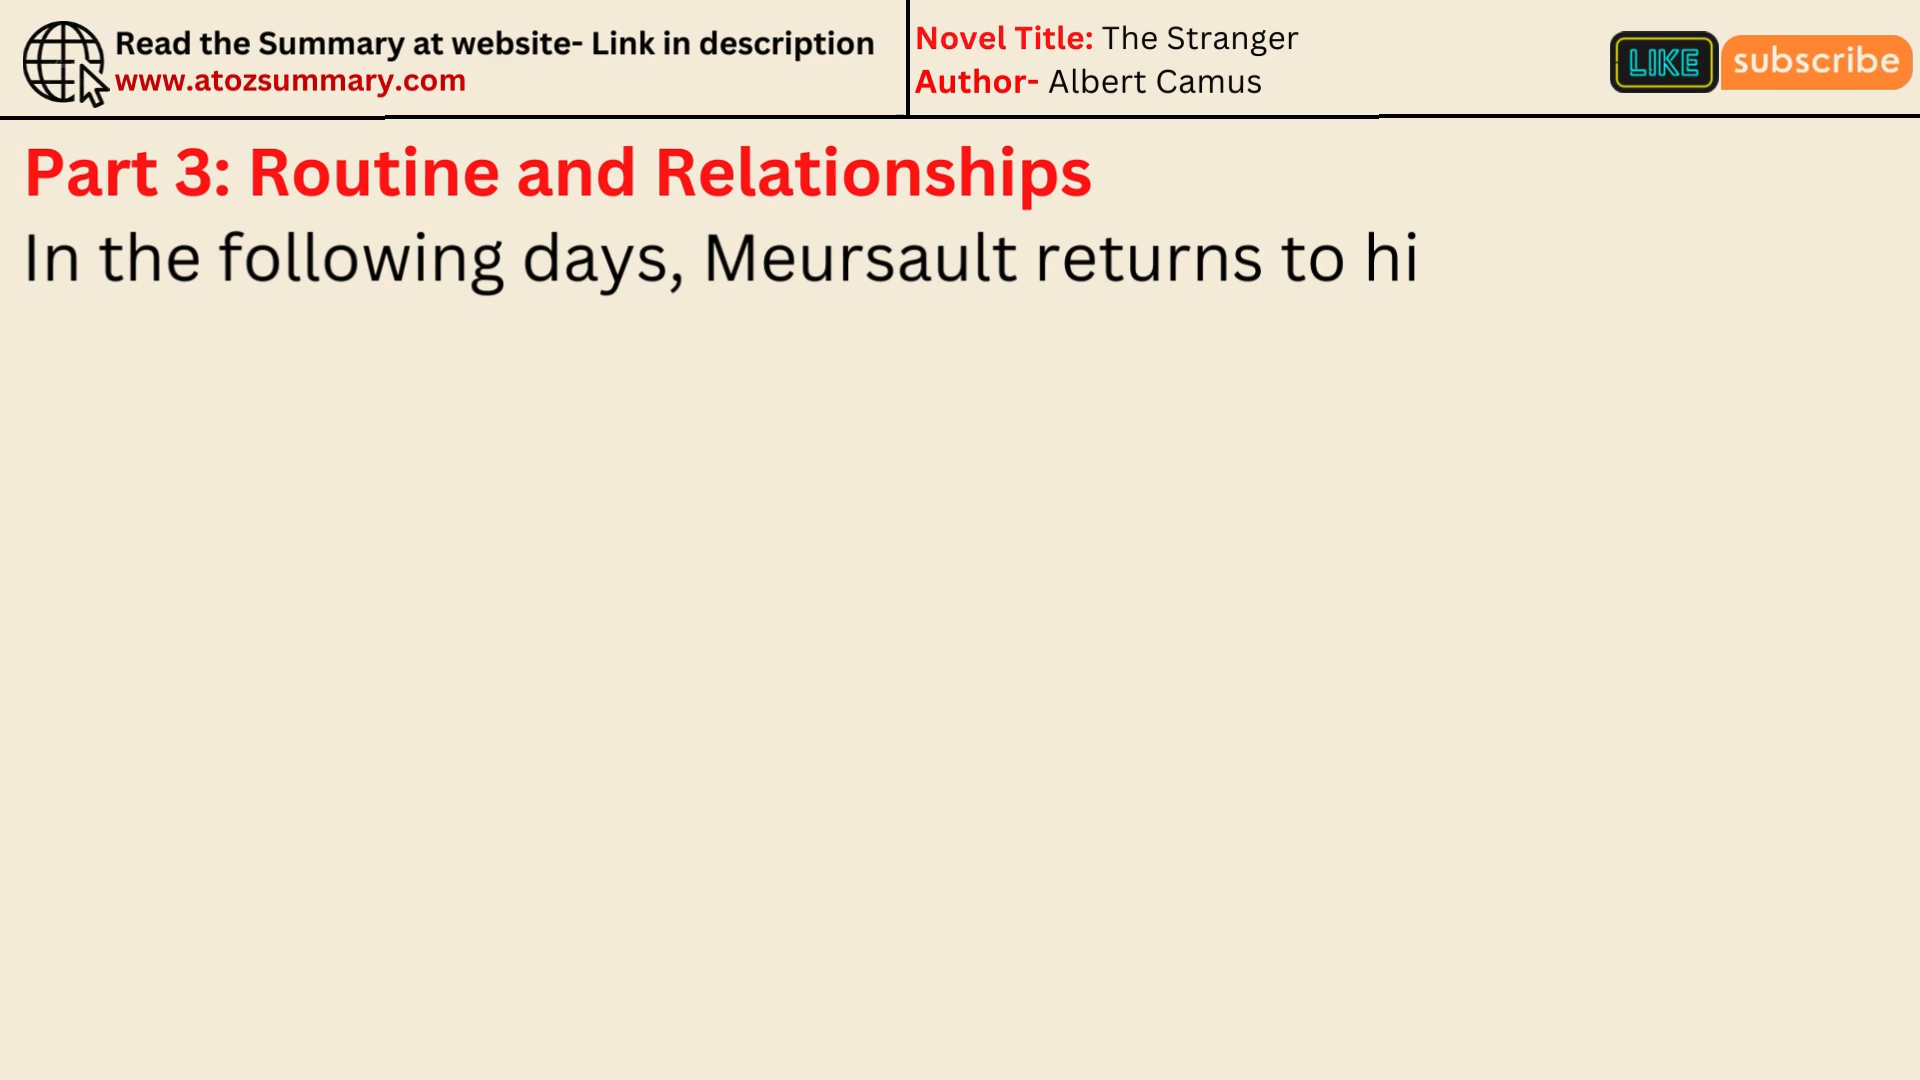 Read the Summary at website- Link in description
www.atozsummary.com
Novel Title: The Stranger
Author- Albert Camus
LIKE
subscribe
Part 3: Routine and Relationships
In the following days, Meursault returns to hi